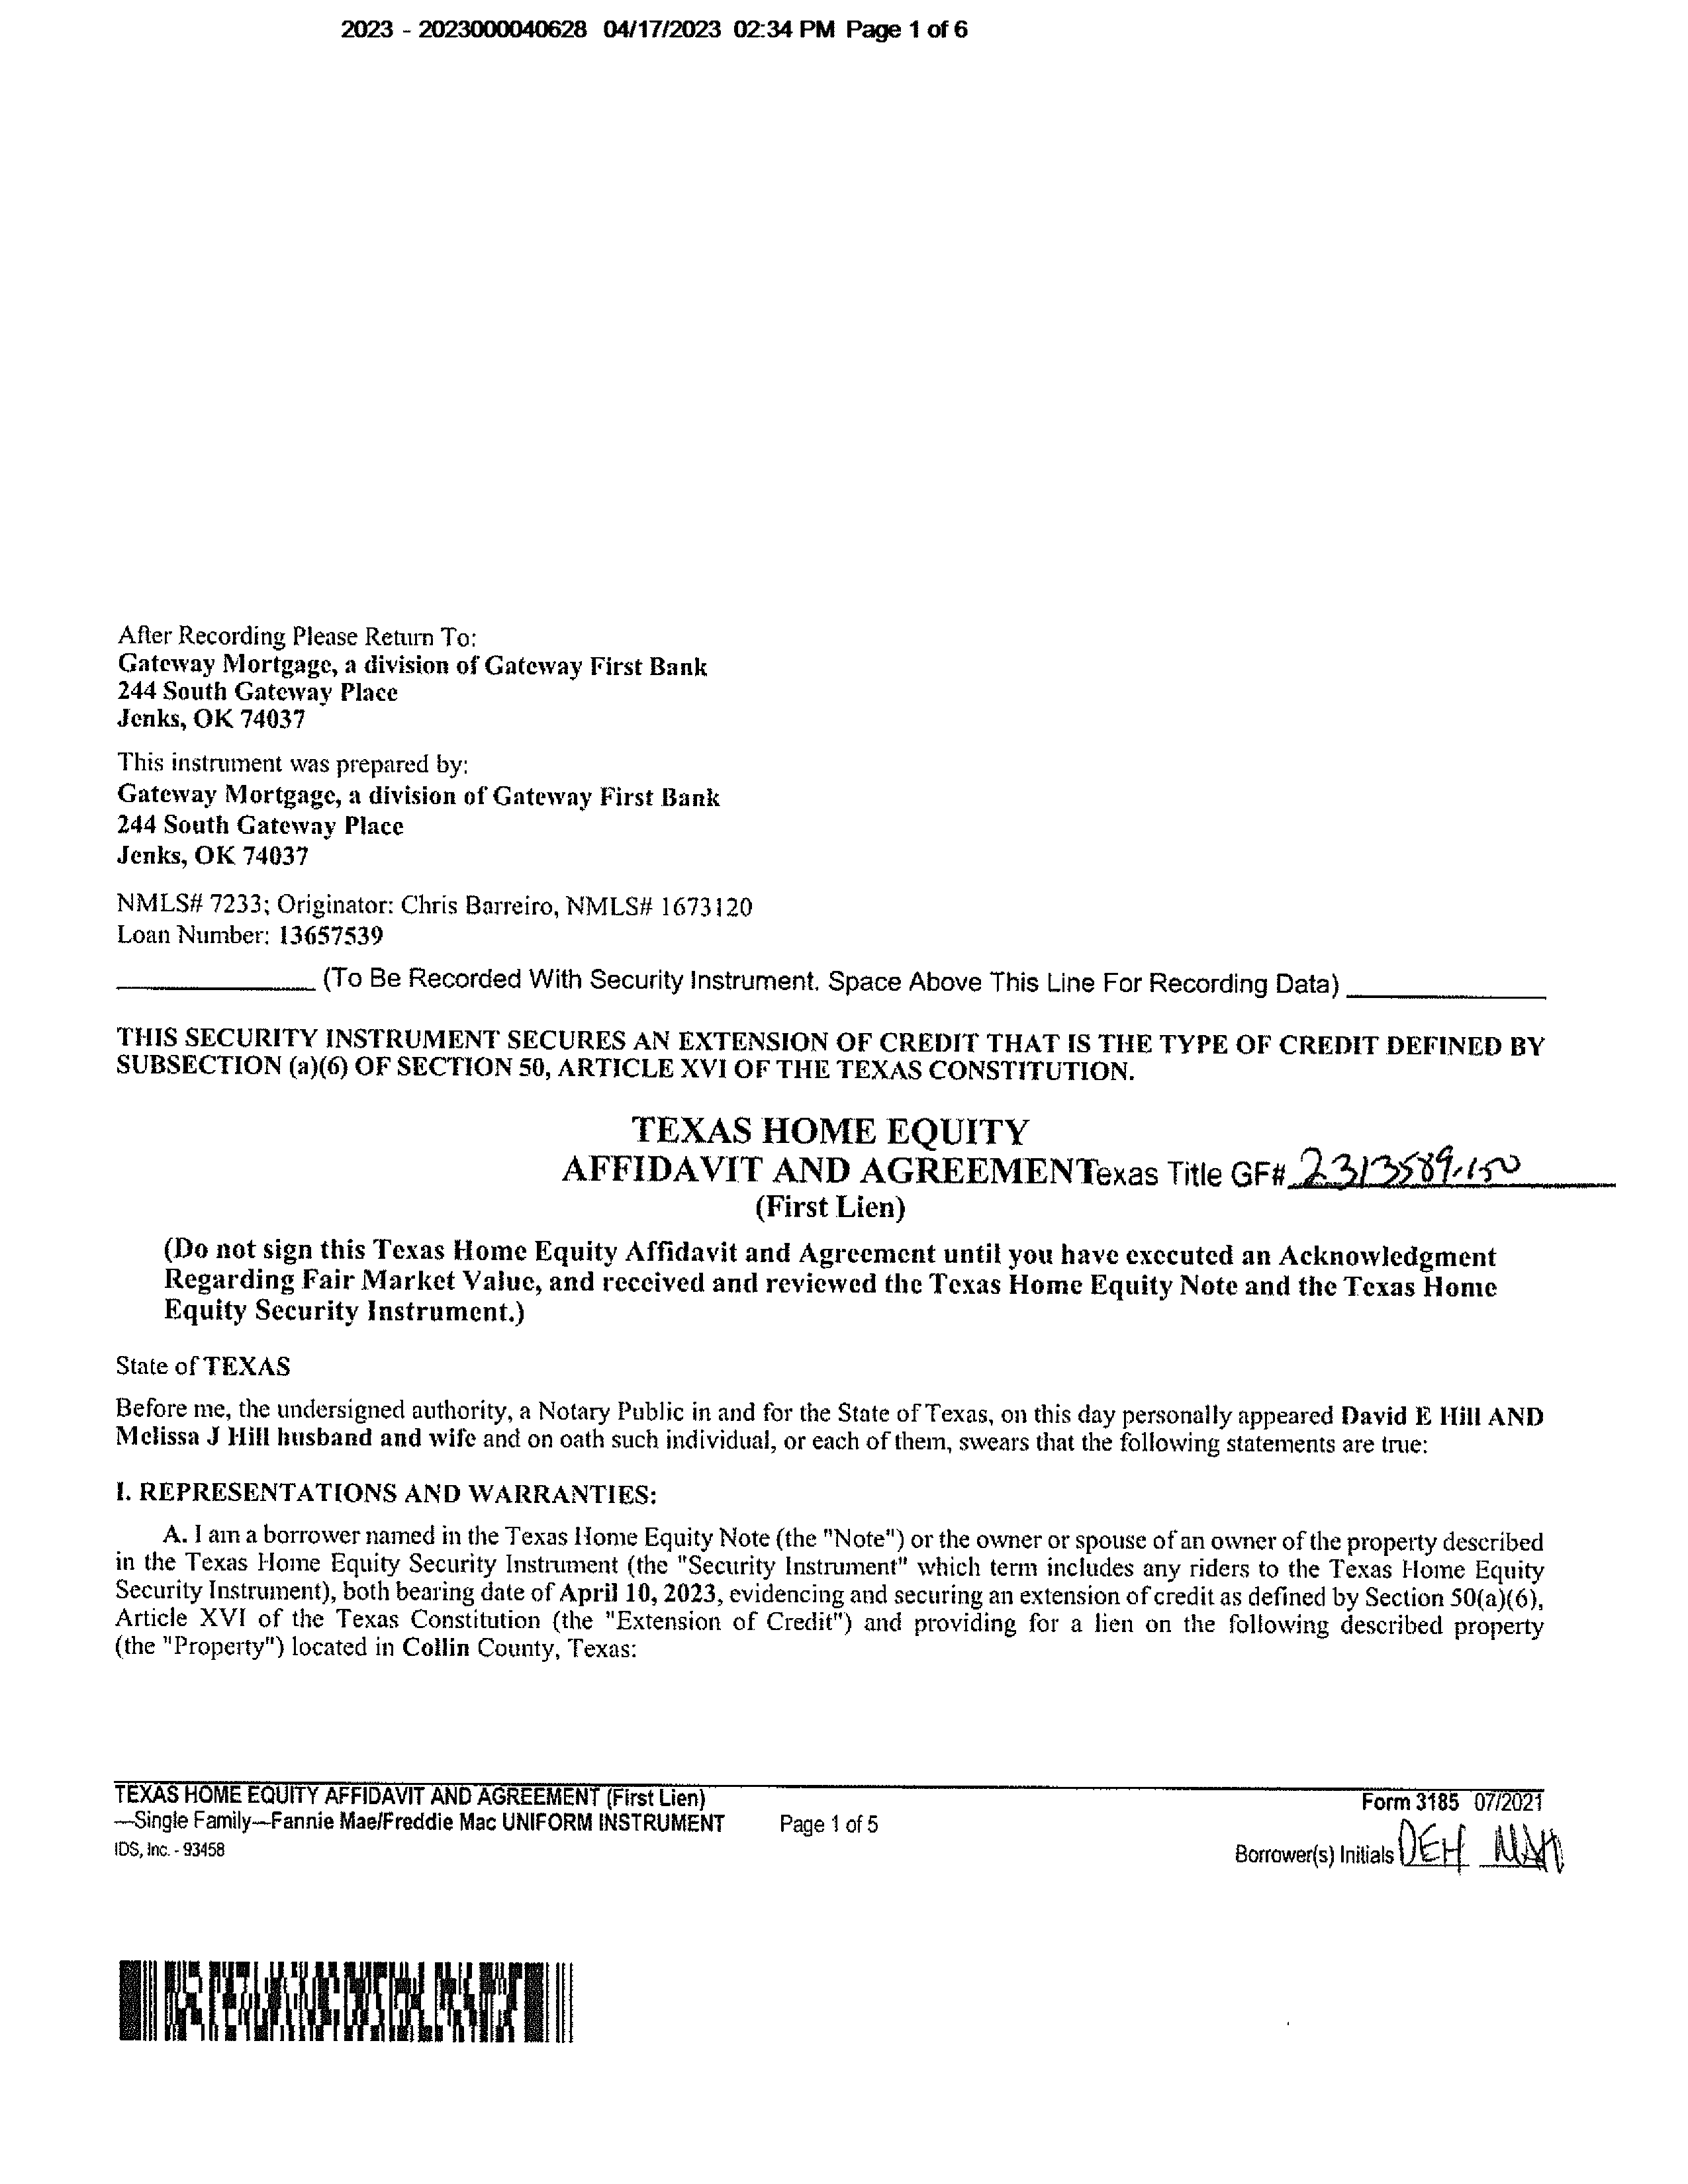 2023 - 2023000040628 04/17/2023 02:34 PM Page 1 of 6
After Recording Please Return To:
Gateway Mortgage, a division of Gateway First Bank
244 South Gateway Place
Jenks, OK 74037
This instrument was prepared by:
Gateway Mortgage, a division of Gateway First Bank
244 South Gateway Place
Jenks, OK 74037
NMLS# 7233; Originator: Chris Barreiro, NMLS# 1673120
Loan Number: 13657539
(To Be Recorded With Security Instrument. Space Above This Line For Recording Data)
THIS SECURITY INSTRUMENT SECURES AN EXTENSION OF CREDIT THAT IS THE TYPE OF CREDIT DEFINED BY
SUBSECTION (a)(6) OF SECTION 50, ARTICLE XVI OF THE TEXAS CONSTITUTION.
TEXAS HOME EQUITY
AFFIDAVIT AND AGREEMENTexas Title GF# 2313589-150
(First Lien)
(Do not sign this Texas Home Equity Affidavit and Agreement until you have executed an Acknowledgment
Regarding Fair Market Value, and received and reviewed the Texas Home Equity Note and the Texas Home
Equity Security Instrument.)
State of TEXAS
Before me, the undersigned authority, a Notary Public in and for the State of Texas, on this day personally appeared David E Hill AND
Melissa J Hill husband and wife and on oath such individual, or each of them, swears that the following statements are true:
I. REPRESENTATIONS AND WARRANTIES:
A. I am a borrower named in the Texas Home Equity Note (the "Note") or the owner or spouse of an owner of the property described
in the Texas Home Equity Security Instrument (the "Security Instrument" which term includes any riders to the Texas Home Equity
Security Instrument), both bearing date of April 10, 2023, evidencing and securing an extension of credit as defined by Section 50(a)(6),
Article XVI of the Texas Constitution (the "Extension of Credit") and providing for a lien on the following described property
(the "Property") located in Collin County, Texas:
TEXAS HOME EQUITY AFFIDAVIT AND AGREEMENT (First Lien)
—Single Family—Fannie Mae/Freddie Mac UNIFORM INSTRUMENT Page 1 of 5 Form 3185 07/2021
IDS, Inc. - 93458 Borrower(s) Initials DEH